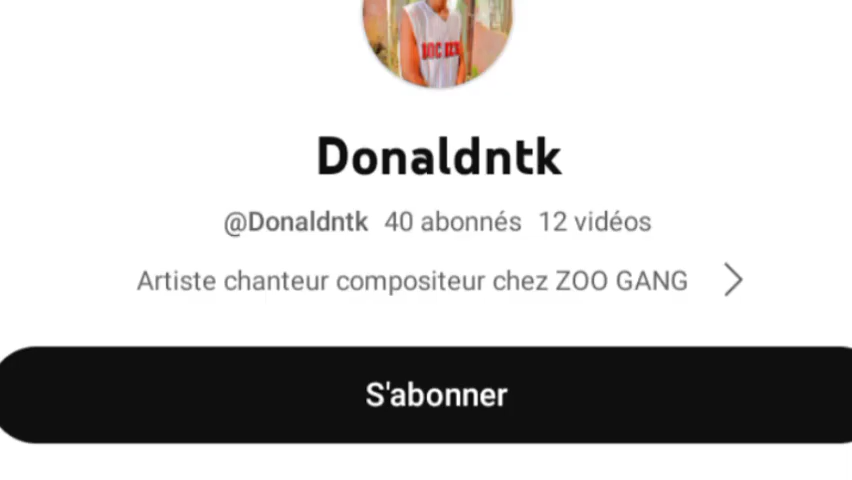 Donaldntk
@Donaldntk 40 abonnés 12 vidéos
Artiste chanteur compositeur chez ZOO GANG
S'abonner